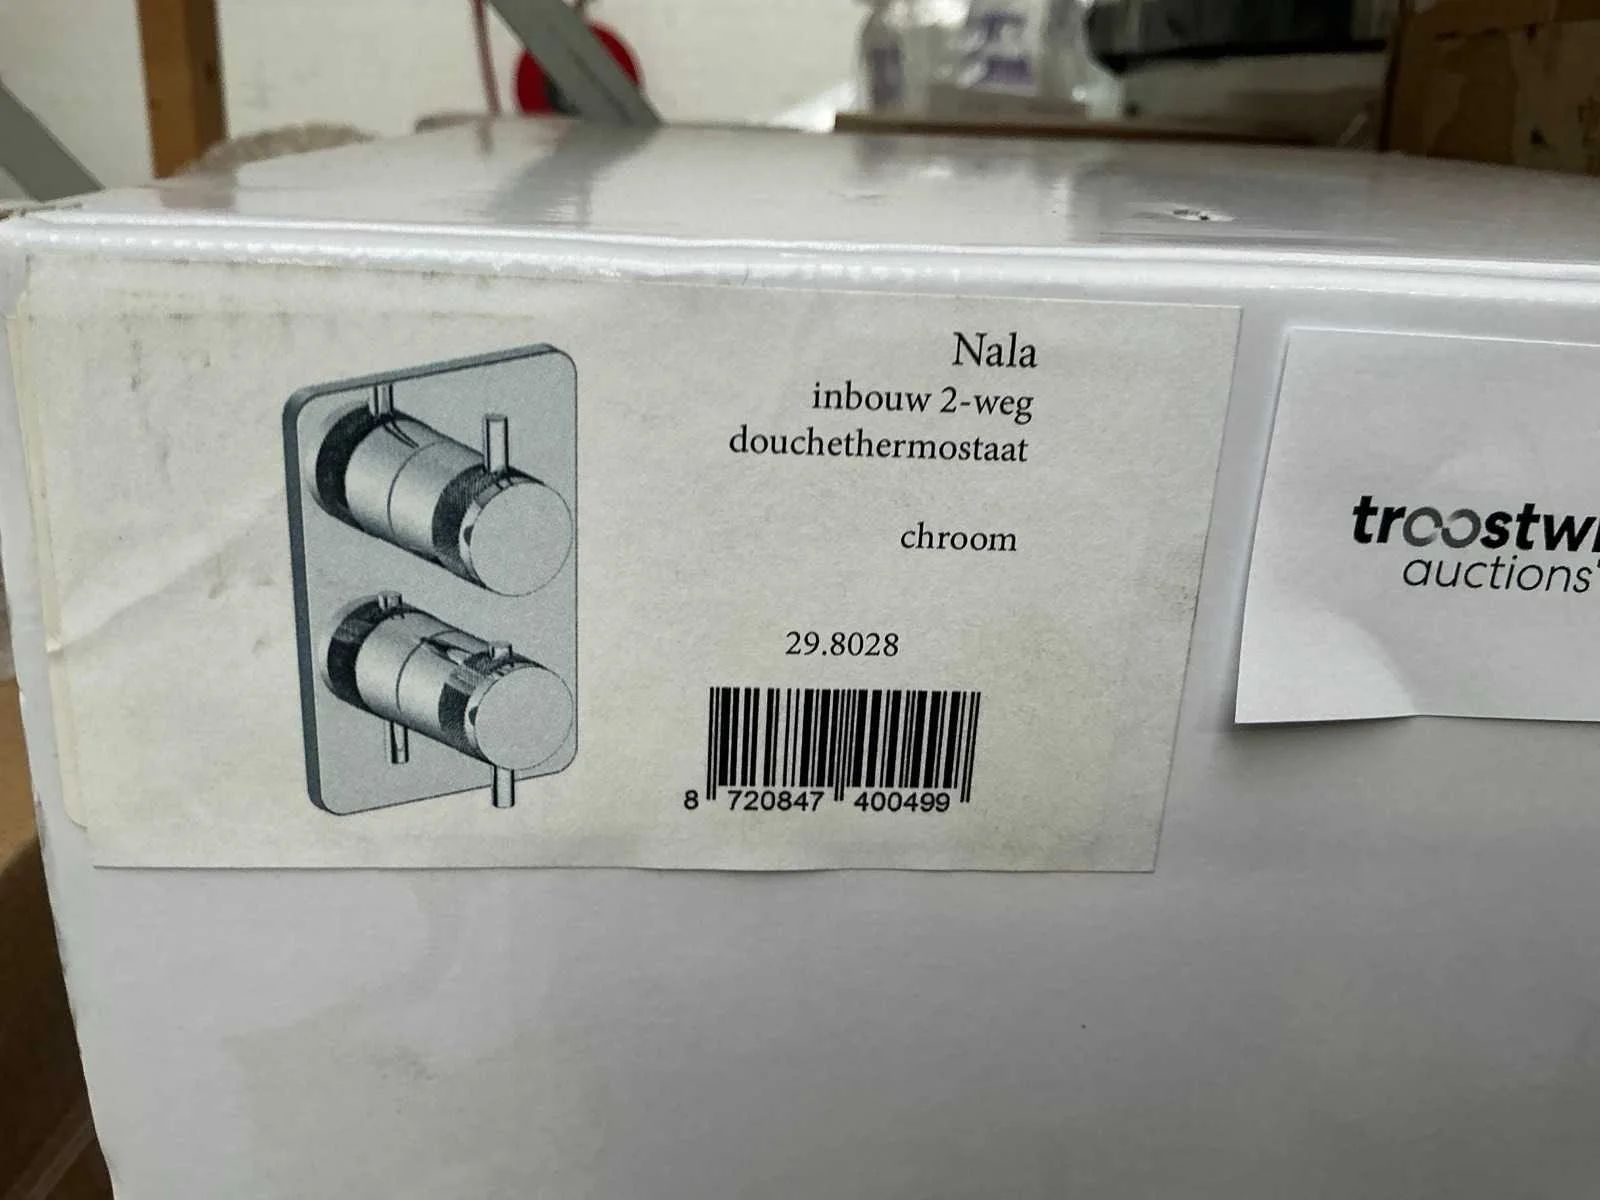 Nala
inbouw 2-weg
douchethermostaat
chroom
29.8028
8 720847 400499
auctions